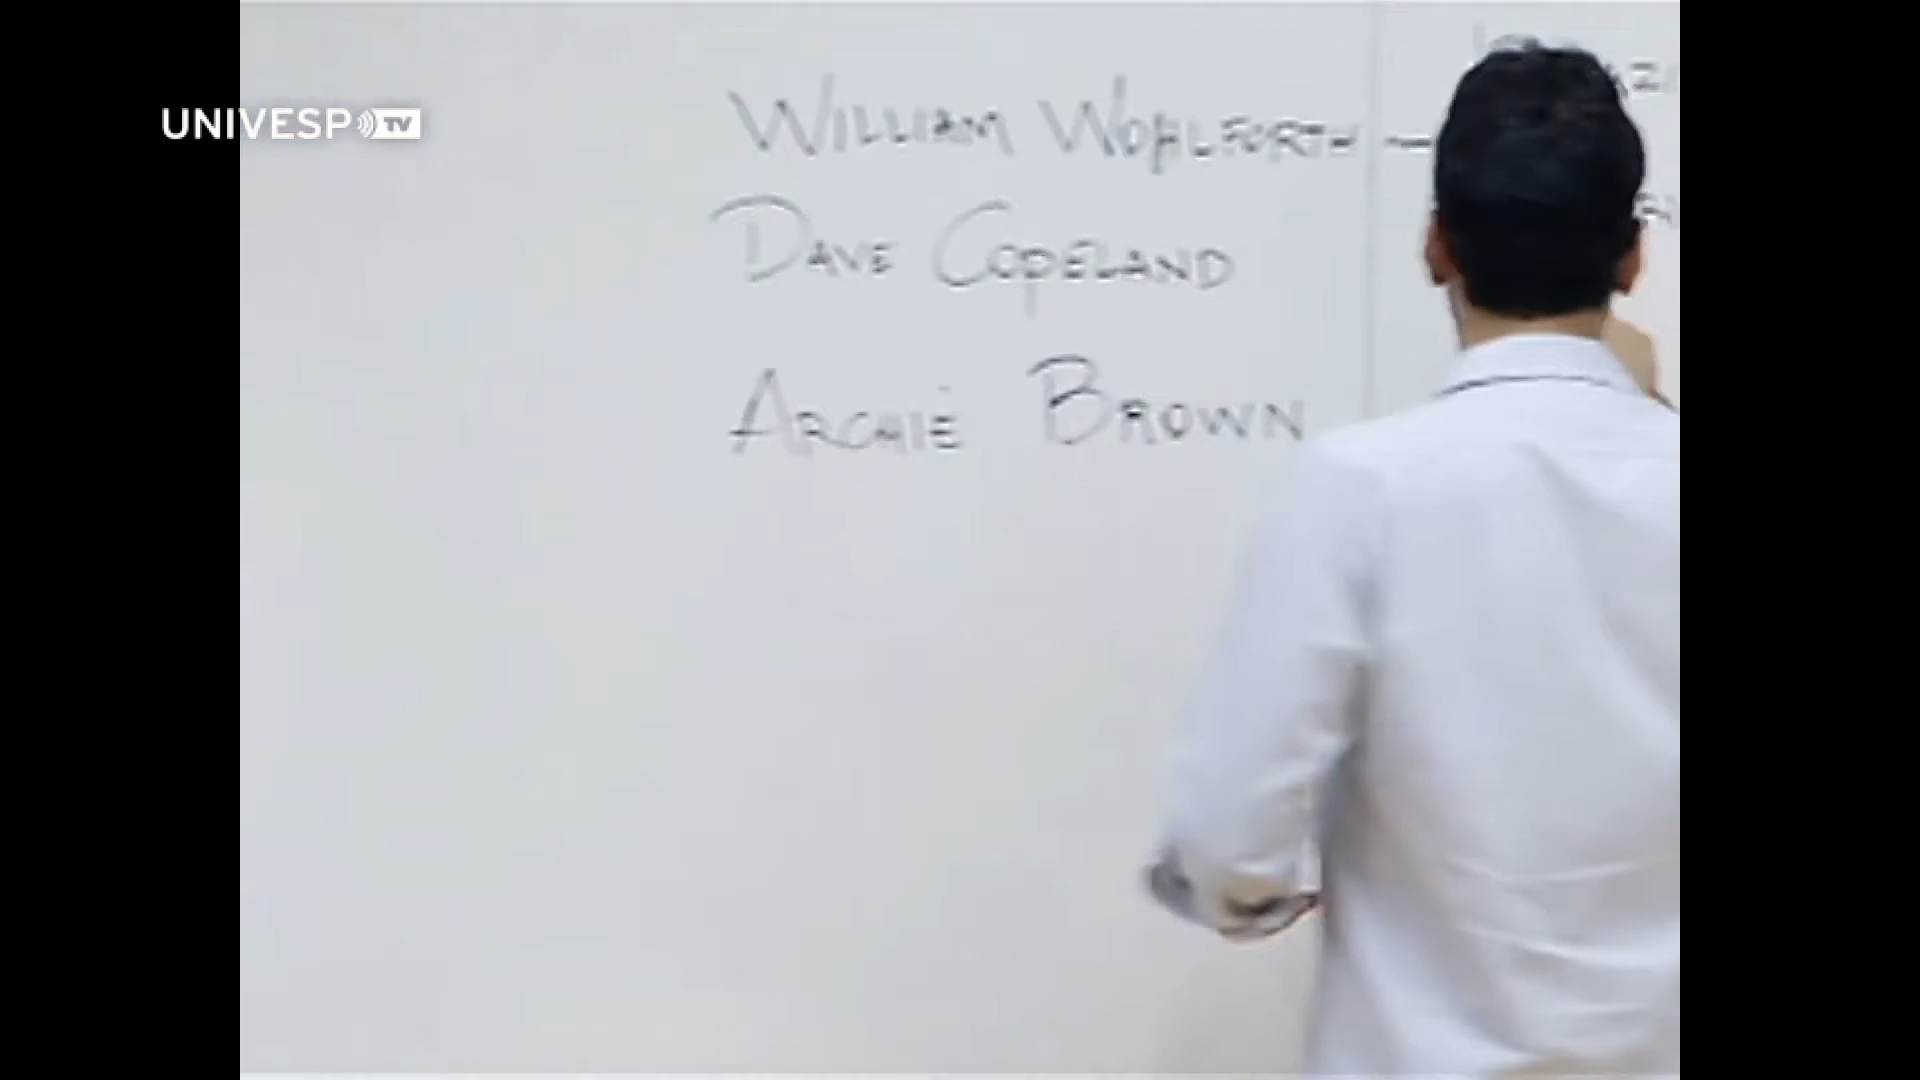 UNIVESP TV
WILLIAM WOHLFORTH —
DAVE COPELAND
ARCHIE BROWN